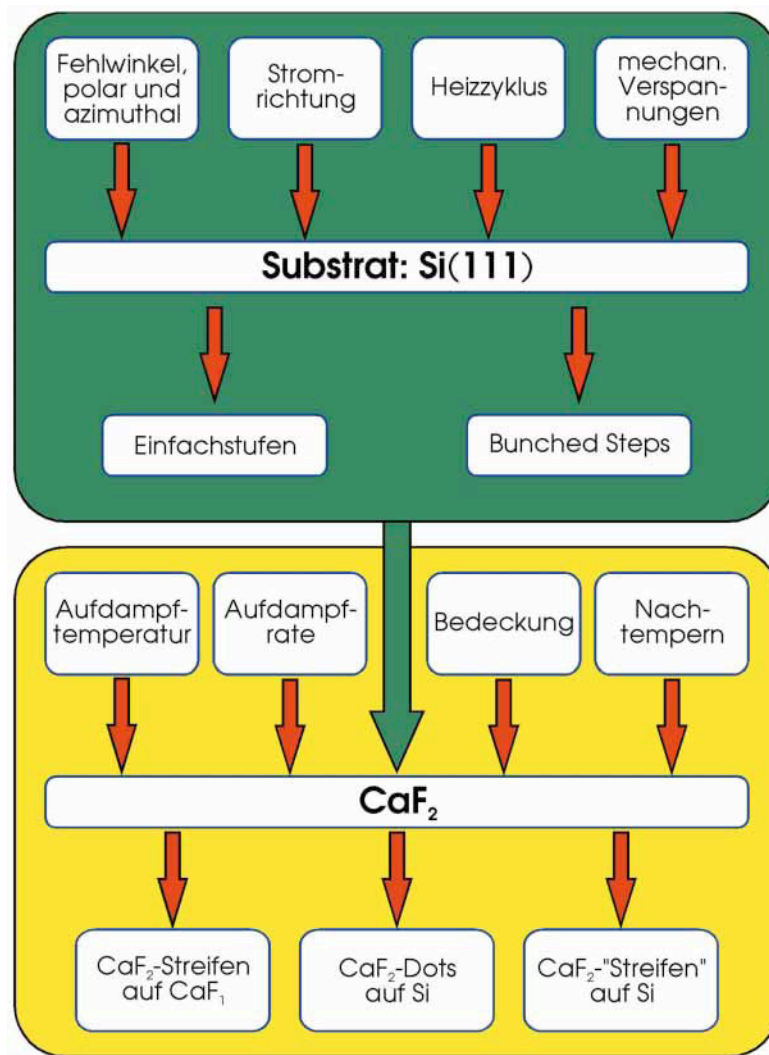 Fehlwinkel,
polar und
azimuthal
Strom-
richtung
Heizzyklus
mechan.
Verspan-
nungen
Substrat: Si(111)
Einfachstufen
Bunched Steps
Aufdampf-
temperatur
Aufdampf-
rate
Bedeckung
Nach-
tempern
CaF₂
CaF₂-Streifen
auf CaF₁
CaF₂-Dots
auf Si
CaF₂-"Streifen"
auf Si